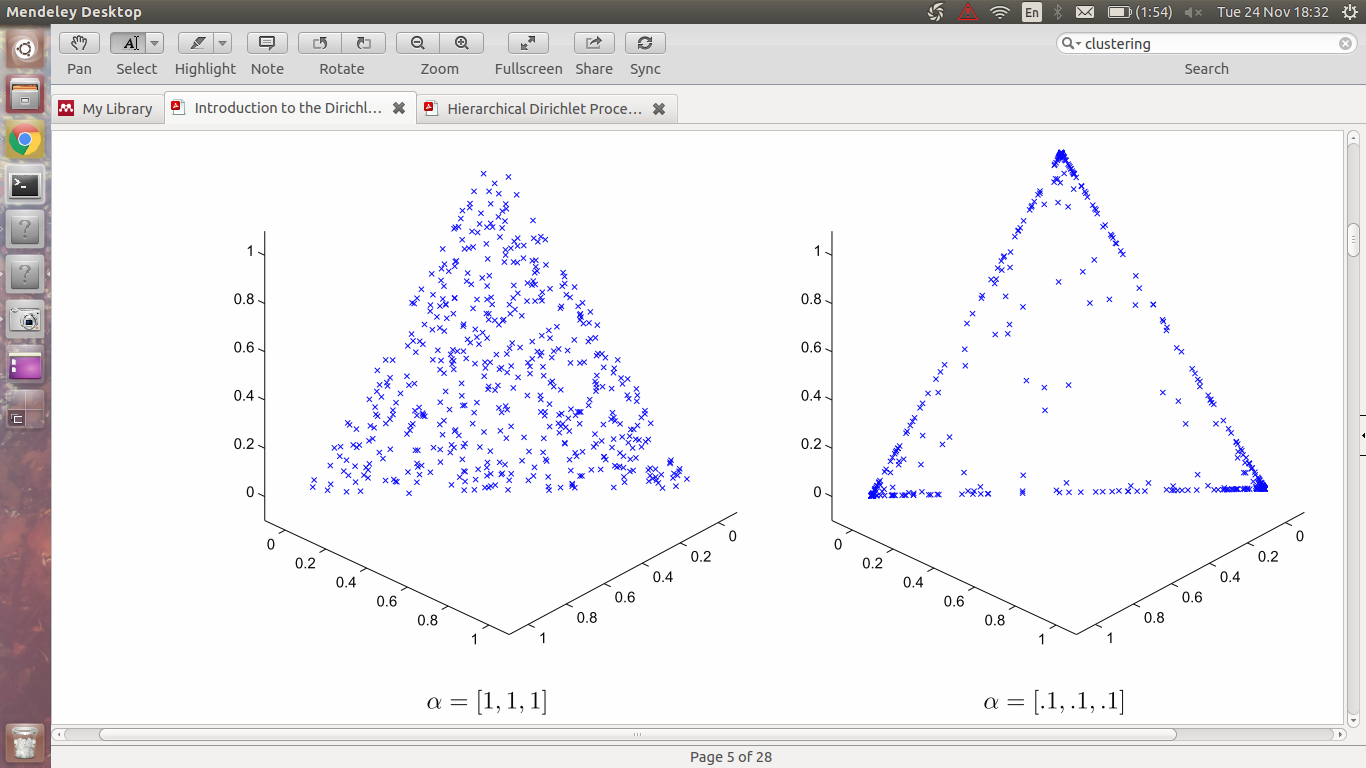 Mendeley Desktop
En
(1:54)
Tue 24 Nov 18:32
clustering
Pan
Select
Highlight
Note
Rotate
Zoom
Fullscreen
Share
Sync
Search
My Library
Introduction to the Dirichl...
Hierarchical Dirichlet Proce...
1
0.8
0.6
0.4
0.2
0
0
0.2
0.4
0.6
0.8
1
0
0.2
0.4
0.6
0.8
1
α = [1, 1, 1]
1
0.8
0.6
0.4
0.2
0
0
0.2
0.4
0.6
0.8
1
0
0.2
0.4
0.6
0.8
1
α = [.1, .1, .1]
Page 5 of 28